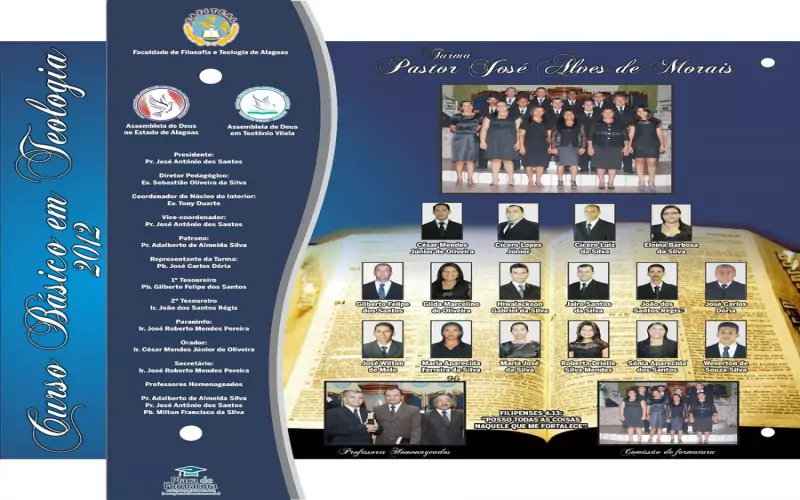 Curso Básico em Teologia
2012
FAFITEAL
Faculdade de Filosofia e Teologia de Alagoas
Assembleia de Deus
no Estado de Alagoas
Assembleia de Deus
em Teotônio Vilela
Presidente:
Pr. José Antônio dos Santos
Diretor Pedagógico:
Ev. Sebastião Oliveira da Silva
Coordenador do Núcleo do Interior:
Ev. Tony Duarte
Vice-coordenador:
Pr. José Antônio dos Santos
Patrono:
Pr. Adalberto de Almeida Silva
Representante da Turma:
Pb. José Carlos Dória
1º Tesoureiro
Pb. Gilberto Felipe dos Santos
2º Tesoureiro
Ir. João dos Santos Régis
Paraninfo:
Ir. José Roberto Mendes Pereira
Orador:
Ir. César Mendes Júnior de Oliveira
Secretário:
Ir. José Roberto Mendes Pereira
Professores Homenageados
Pr. Adalberto de Almeida Silva
Pr. José Antônio dos Santos
Pb. Milton Francisco da Silva
Placa de
Formatura
Turma
Pastor José Alves de Morais
César Mendes
Júnior de Oliveira
Cícero Lopes
Júnior
Cícero Luiz
da Silva
Eloina Barbosa
da Silva
Gilberto Felipe
dos Santos
Gilda Marcolino
de Oliveira
Hiwalackson
Gabriel da Silva
Jairo Santos
da Silva
João dos
Santos Régis
José Carlos
Dória
José Wilton
de Melo
Maria Aparecida
Ferreira da Silva
Maria José
da Silva
Roberta Drielle
Silva Mendes
Sônia Aparecida
dos Santos
Weverton de
Souza Silva
96
FILIPENSES 4.13:
"POSSO TODAS AS COISAS
NAQUELE QUE ME FORTALECE".
Professores Homenageados
Comissão de formatura